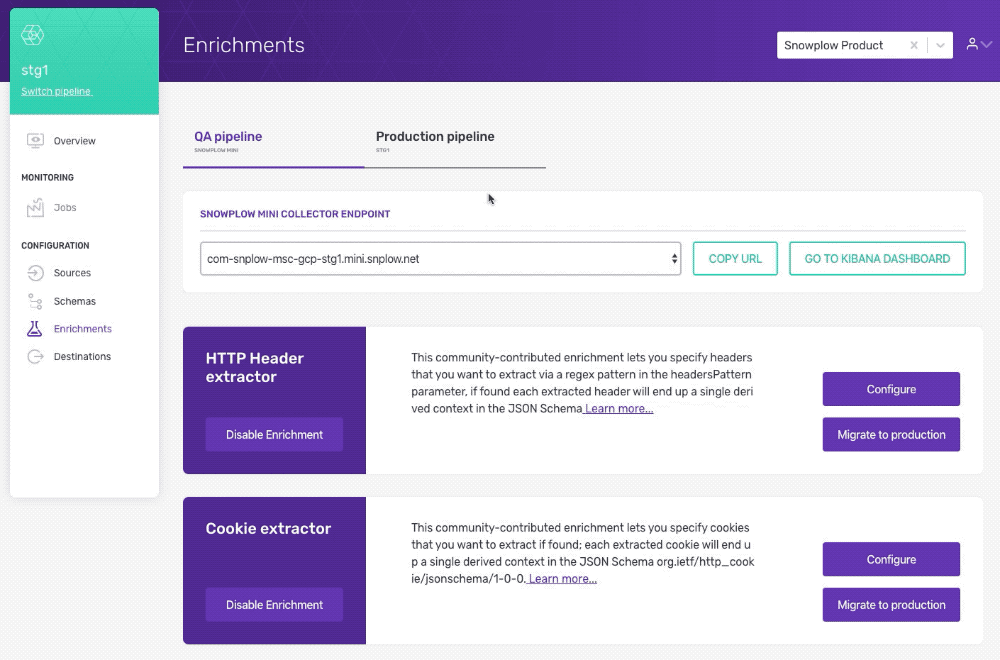 stg1
Switch pipeline
Overview
MONITORING
Jobs
CONFIGURATION
Sources
Schemas
Enrichments
Destinations
Enrichments
Snowplow Product
QA pipeline
SNOWPLOW MINI
Production pipeline
STG1
SNOWPLOW MINI COLLECTOR ENDPOINT
com-snplow-msc-gcp-stg1.mini.snplow.net
COPY URL
GO TO KIBANA DASHBOARD
HTTP Header
extractor
Disable Enrichment
This community-contributed enrichment lets you specify headers
that you want to extract via a regex pattern in the headersPattern
parameter, if found each extracted header will end up a single deri
ved context in the JSON Schema Learn more...
Configure
Migrate to production
Cookie extractor
Disable Enrichment
This community-contributed enrichment lets you specify cookies
that you want to extract if found; each extracted cookie will end u
p a single derived context in the JSON Schema org.ietf/http_cook
ie/jsonschema/1-0-0. Learn more...
Configure
Migrate to production